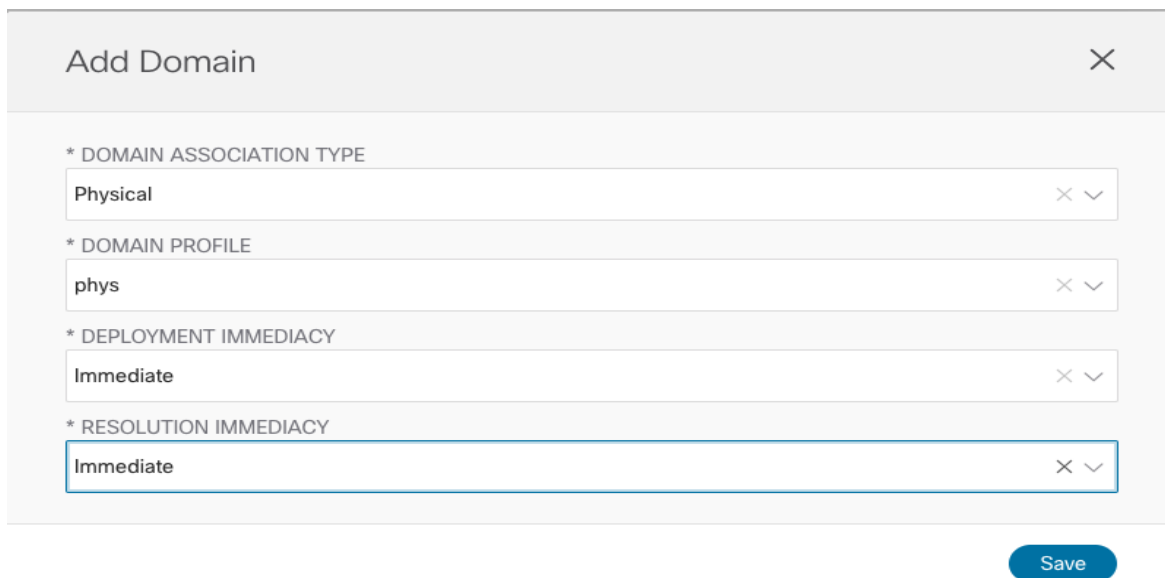 Add Domain
* DOMAIN ASSOCIATION TYPE
Physical
* DOMAIN PROFILE
phys
* DEPLOYMENT IMMEDIACY
Immediate
* RESOLUTION IMMEDIACY
Immediate
Save